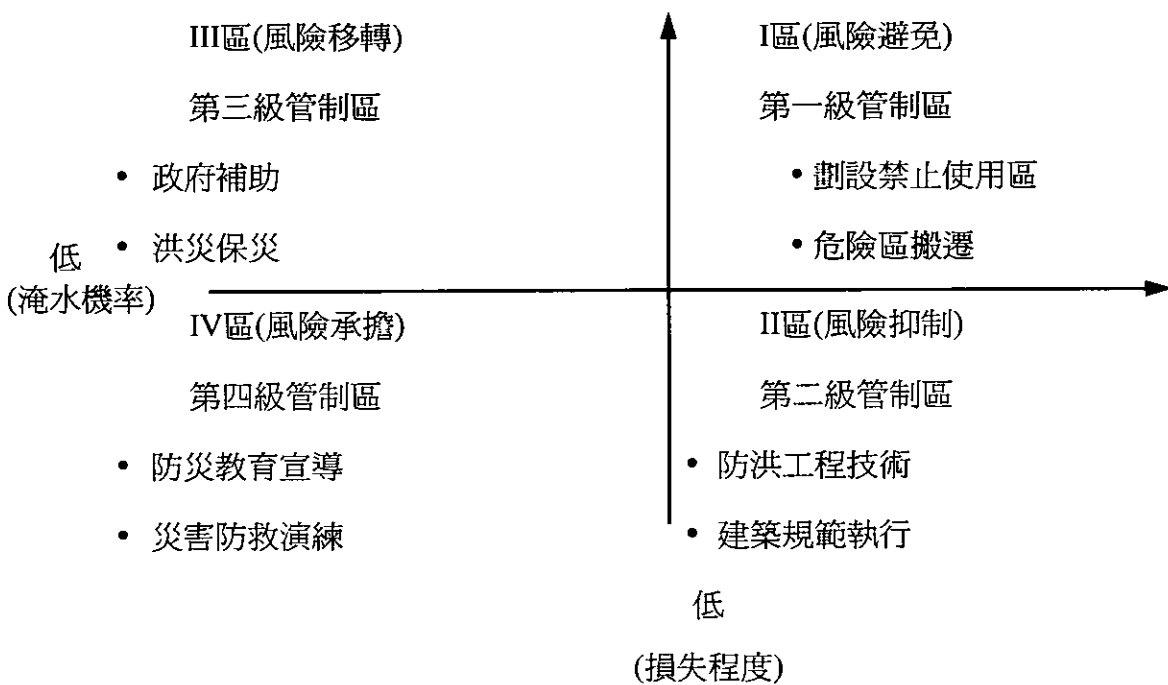 III區(風險移轉)
第三級管制區
• 政府補助
• 洪災保災
I區(風險避免)
第一級管制區
• 劃設禁止使用區
• 危險區搬遷
低
(淹水機率)
IV區(風險承擔)
第四級管制區
• 防災教育宣導
• 災害防救演練
II區(風險抑制)
第二級管制區
• 防洪工程技術
• 建築規範執行
低
(損失程度)